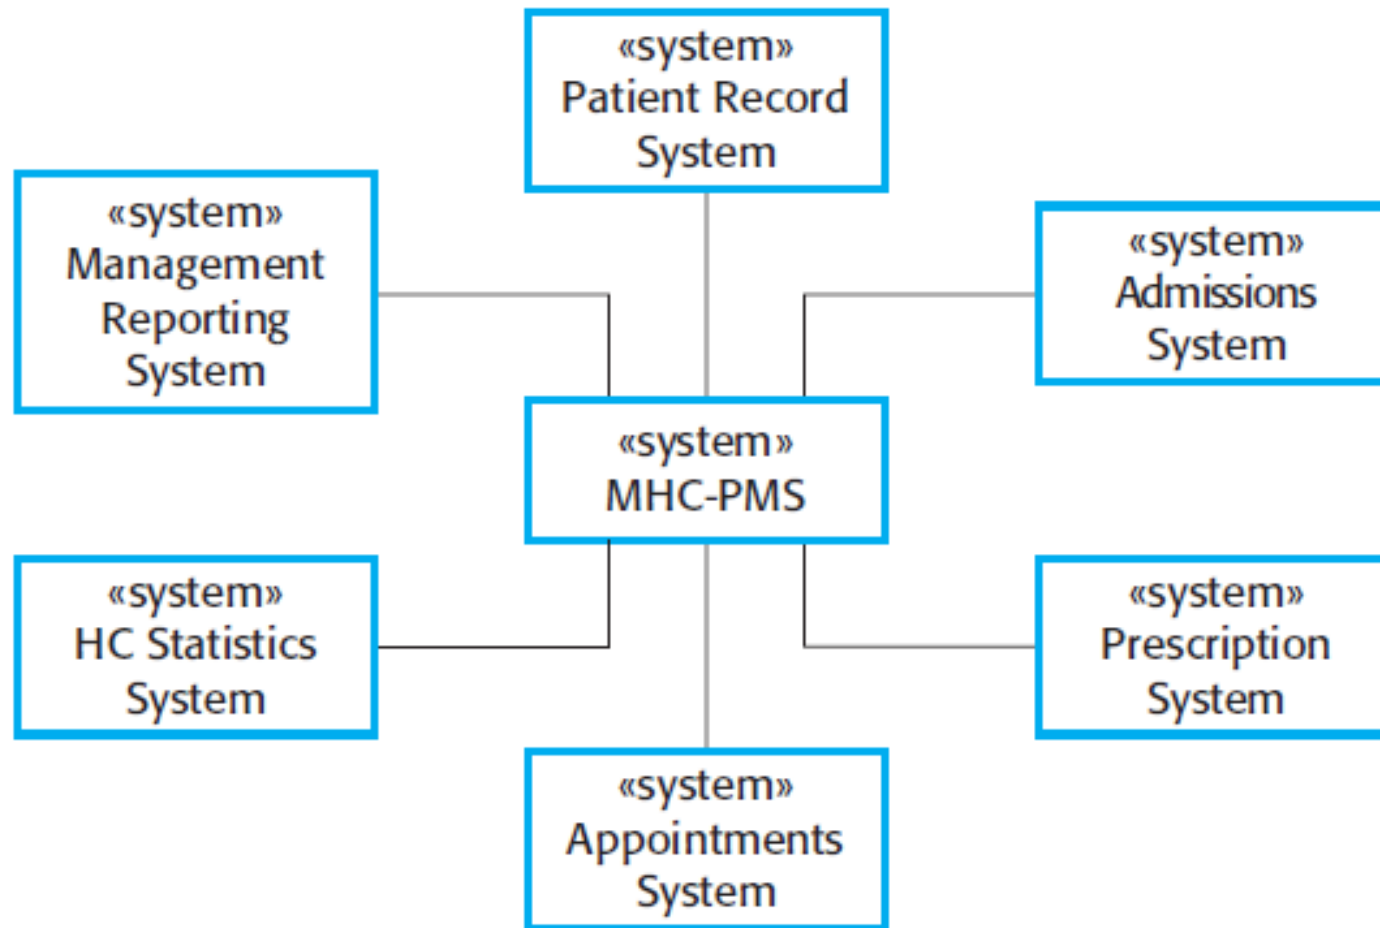 «system»
Patient Record
System
«system»
Management
Reporting
System
«system»
Admissions
System
«system»
MHC-PMS
«system»
HC Statistics
System
«system»
Prescription
System
«system»
Appointments
System